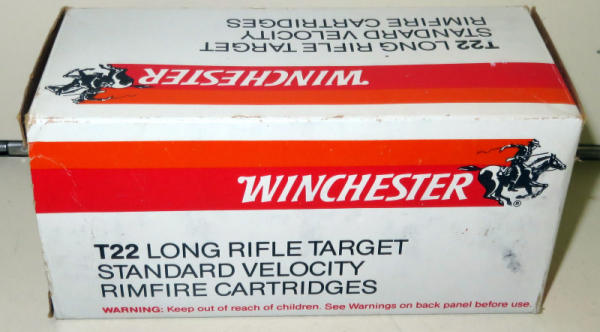 T22 LONG RIFLE TARGET
STANDARD VELOCITY
RIMFIRE CARTRIDGES
WINCHESTER
WINCHESTER
®
T22 LONG RIFLE TARGET
STANDARD VELOCITY
RIMFIRE CARTRIDGES
WARNING: Keep out of reach of children. See Warnings on back panel before use.